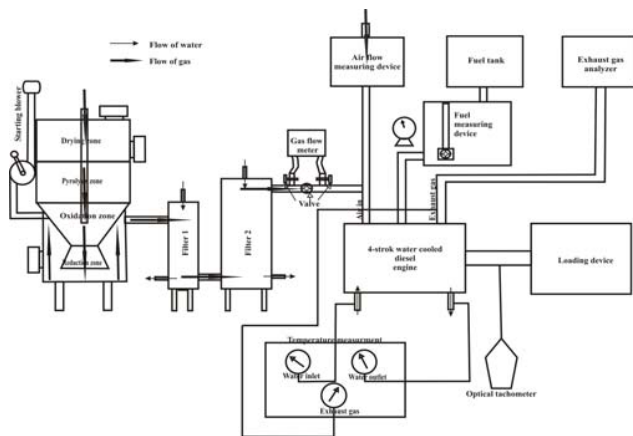 Flow of water
Flow of gas
Starting blower
Drying zone
Pyrolysis zone
Oxidation zone
Reduction zone
Filter 1
Filter 2
Gas flow
meter
Valve
Air flow
measuring device
Air in
Fuel tank
Fuel
measuring
device
Exhaust gas
analyzer
Exhaust gas
4-strok water cooled
diesel
engine
Loading device
Optical tachometer
Temperature measurment
Water inlet
Water outlet
Exhaust gas